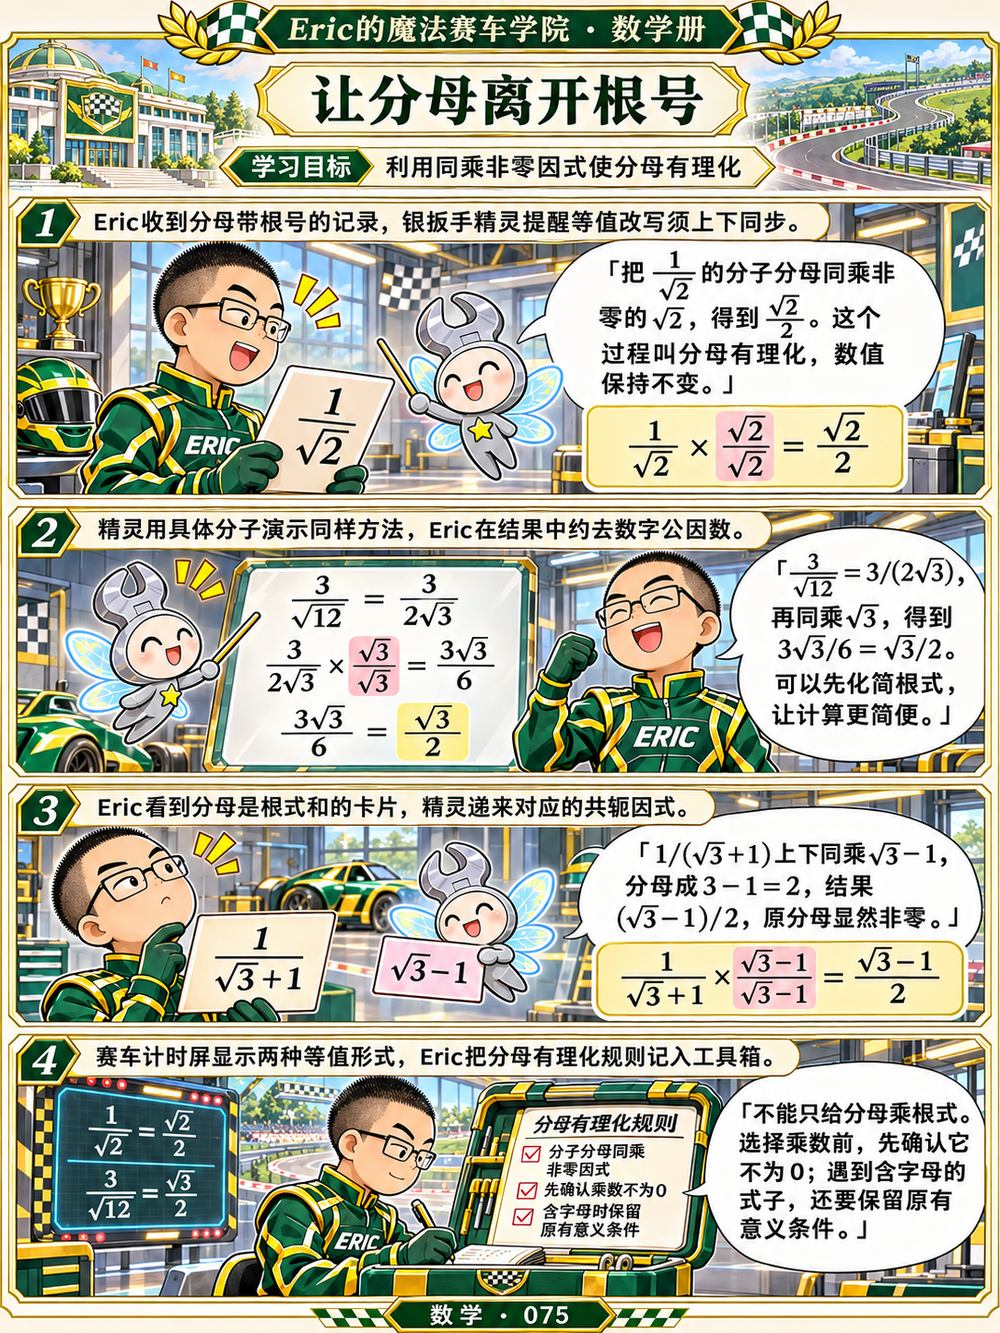 Eric的魔法赛车学院 · 数学册
让分母离开根号
学习目标 利用同乘非零因式使分母有理化
1 Eric收到分母带根号的记录，银扳手精灵提醒等值改写须上下同步。
1/√2
ERIC
「把 1/√2 的分子分母同乘非
零的√2，得到 √2/2。这个
过程叫分母有理化，数值
保持不变。」
1/√2 × √2/√2 = √2/2
2 精灵用具体分子演示同样方法，Eric在结果中约去数字公因数。
3/√12 = 3/2√3
3/2√3 × √3/√3 = 3√3/6
3√3/6 = √3/2
ERIC
「3/√12 = 3/(2√3)，
再同乘√3，得到
3√3/6 = √3/2。
可以先化简根式，
让计算更简便。」
3 Eric看到分母是根式和的卡片，精灵递来对应的共轭因式。
1/√3+1
√3−1
「1/(√3+1)上下同乘√3−1，
分母成3−1=2，结果
(√3−1)/2，原分母显然非零。」
1/√3+1 × √3−1/√3−1 = √3−1/2
4 赛车计时屏显示两种等值形式，Eric把分母有理化规则记入工具箱。
1/√2 = √2/2
3/√12 = √3/2
ERIC
分母有理化规则
分子分母同乘
非零因式
先确认乘数不为0
含字母时保留
原有意义条件
「不能只给分母乘根式。
选择乘数前，先确认它
不为0；遇到含字母的
式子，还要保留原有
意义条件。」
数学 · 075